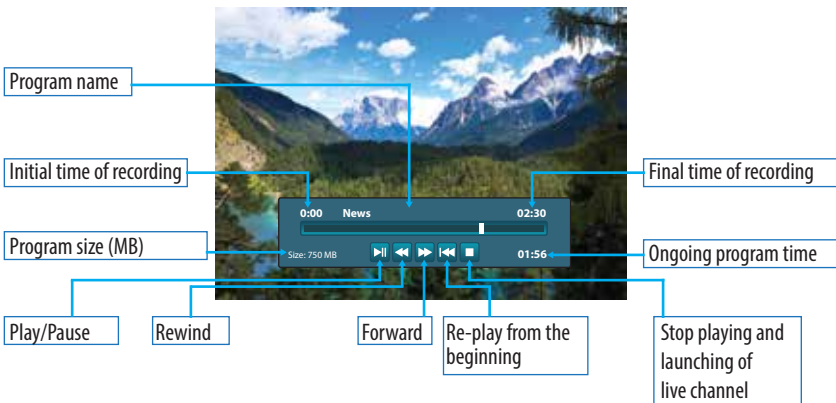 Program name
Initial time of recording
Final time of recording
0:00 News 02:30
Program size (MB)
Size: 750 MB
01:56
Ongoing program time
Play/Pause
Rewind
Forward
Re-play from the
beginning
Stop playing and
launching of
live channel